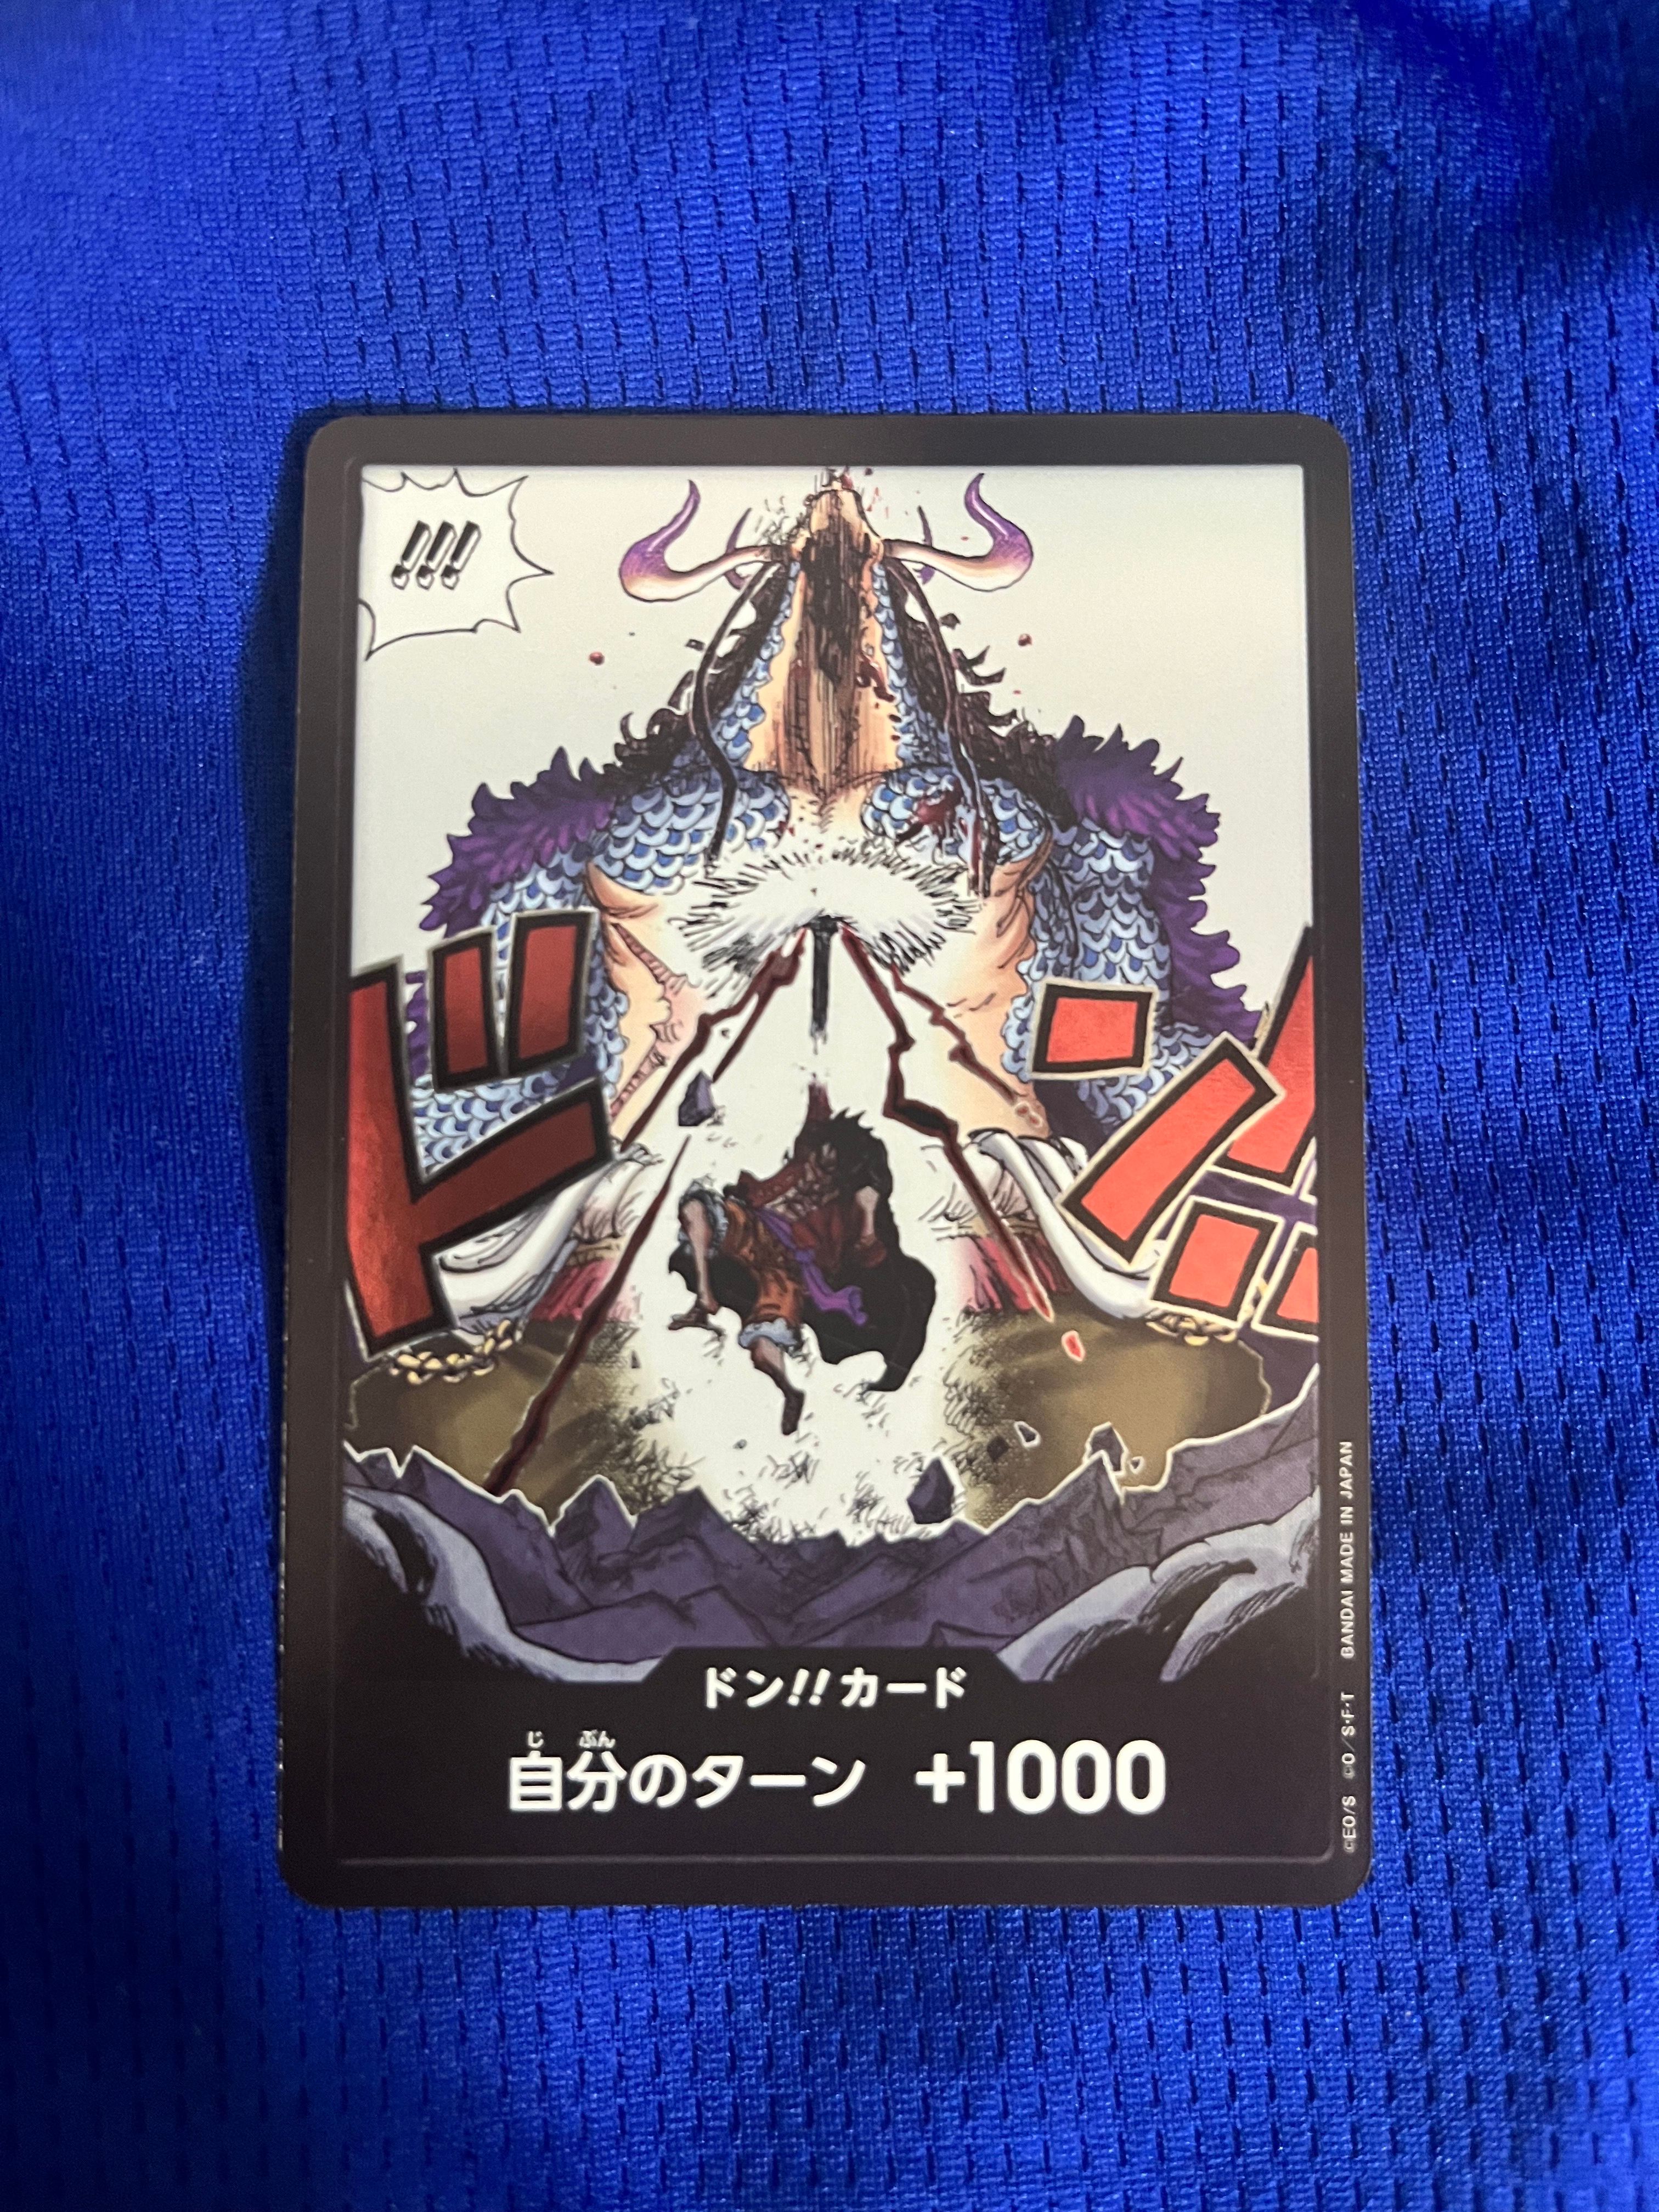 !!!
ドン!!
ドン!!カード
じ ぶん
自分のターン +1000
©EO/S ©O/S・F・T BANDAI MADE IN JAPAN